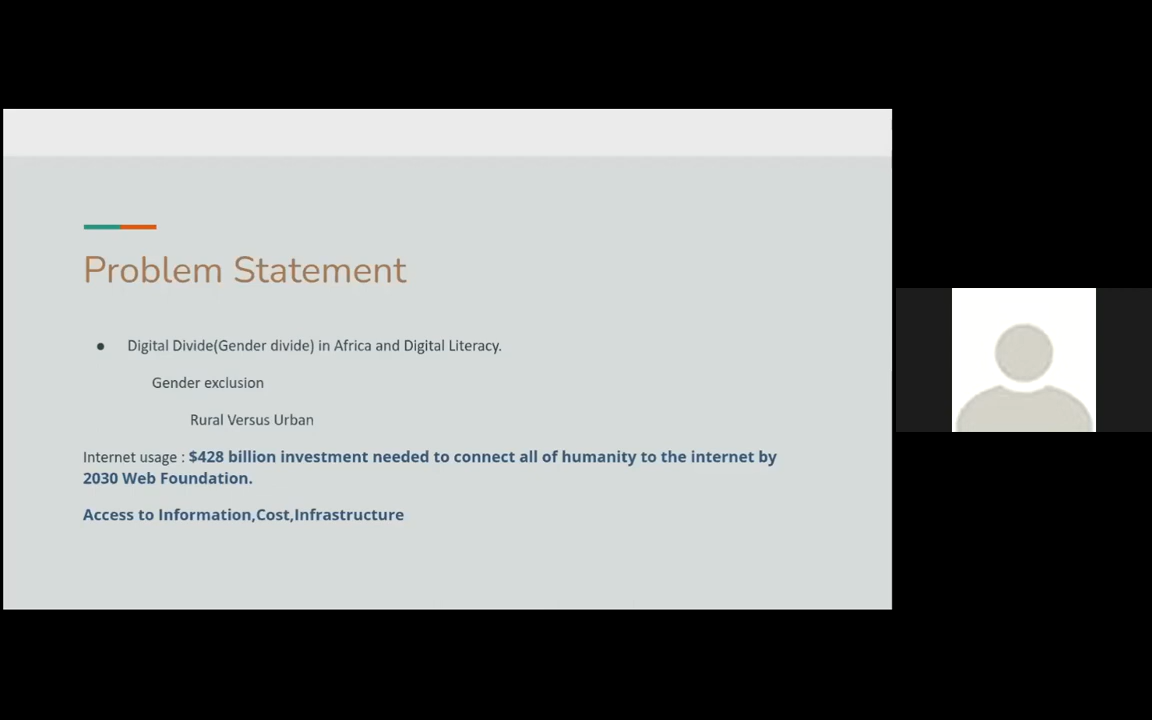 Problem Statement
● Digital Divide(Gender divide) in Africa and Digital Literacy.
Gender exclusion
Rural Versus Urban
Internet usage : $428 billion investment needed to connect all of humanity to the internet by
2030 Web Foundation.
Access to Information,Cost,Infrastructure